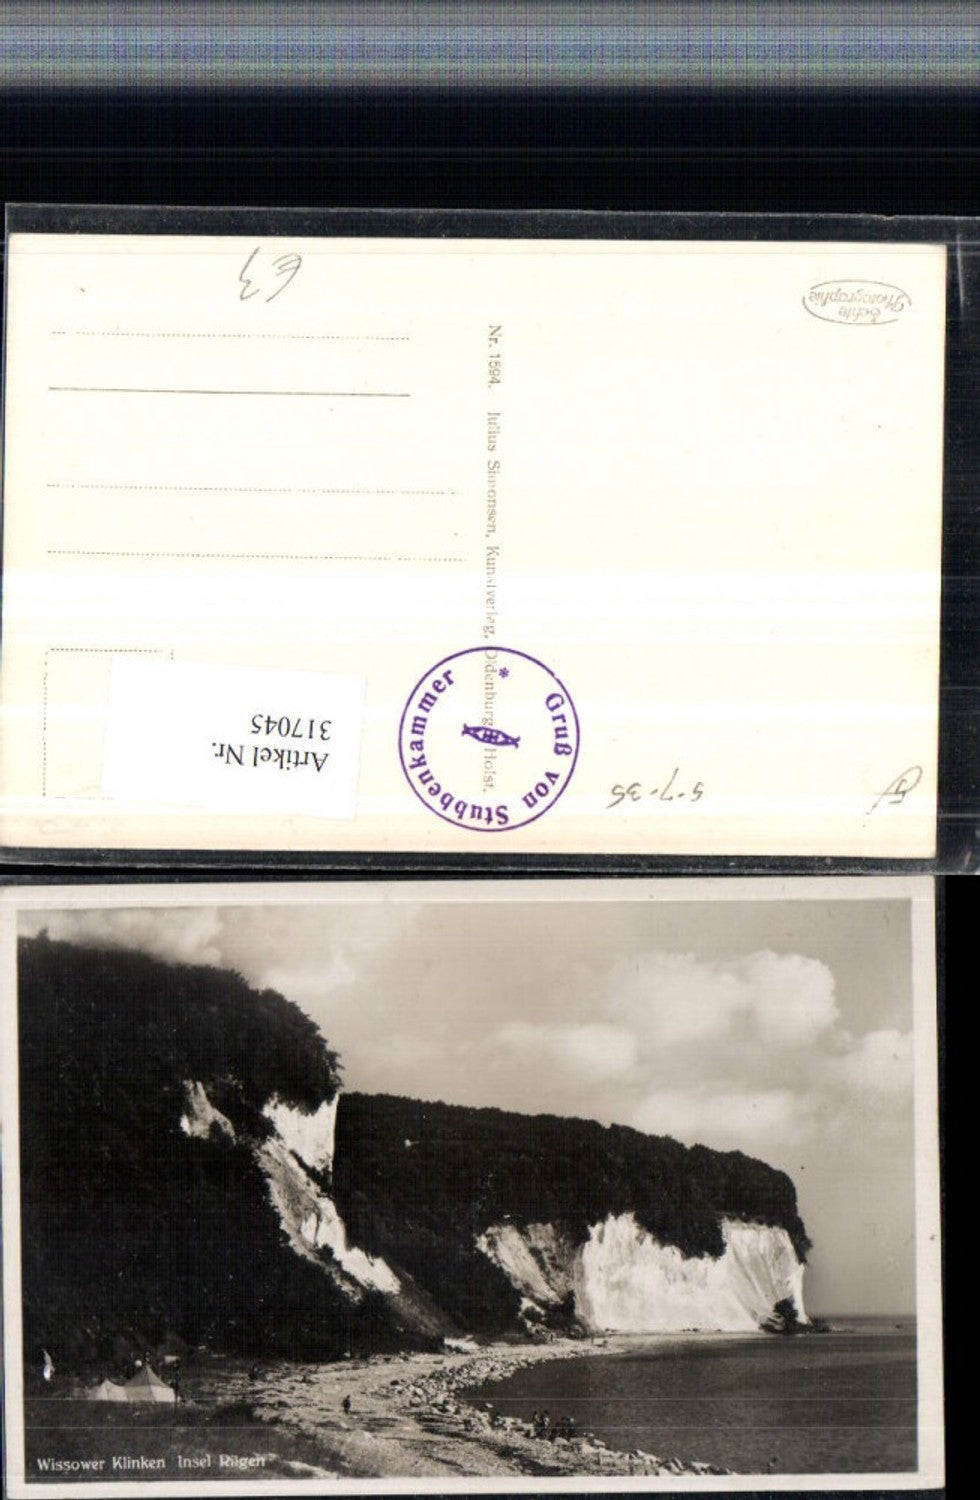 €3
Echte
Photographie
Nr. 1594. Julius Simonsen, Kunstverlag, Oldenburg i. Holst.
Gruß von Stubbenkammer *
Artikel Nr.
317045
5-7-35
Wissower Klinken Insel Rügen